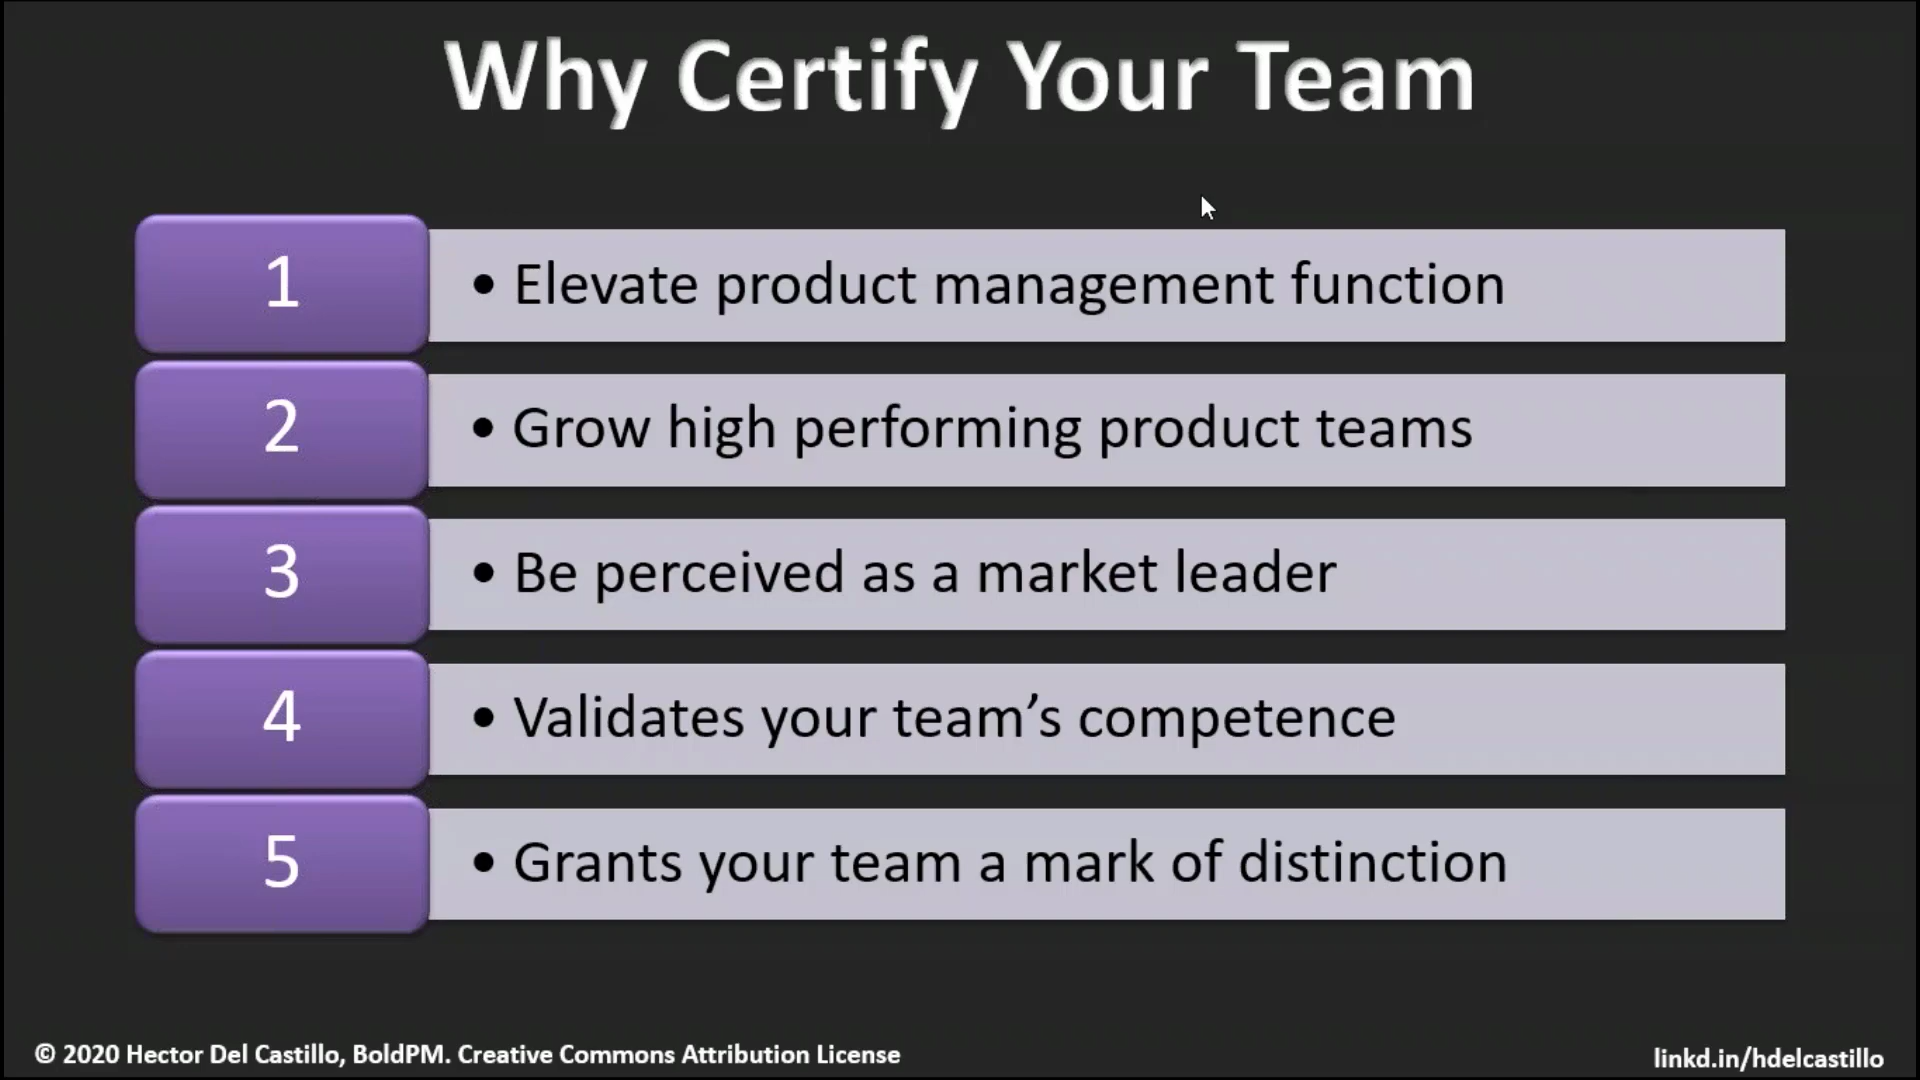 Why Certify Your Team
1
• Elevate product management function
2
• Grow high performing product teams
3
• Be perceived as a market leader
4
• Validates your team’s competence
5
• Grants your team a mark of distinction
© 2020 Hector Del Castillo, BoldPM. Creative Commons Attribution License
linkd.in/hdelcastillo